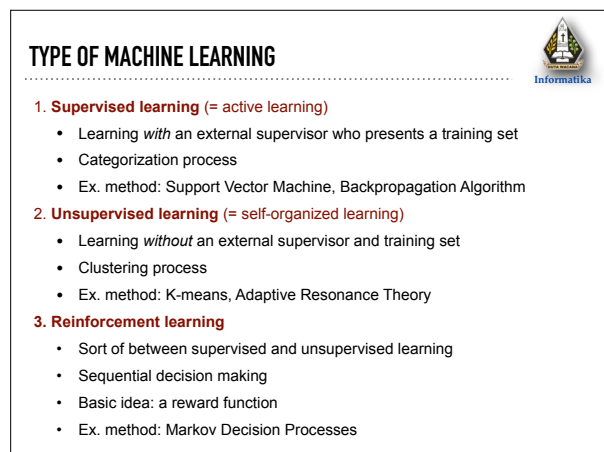 TYPE OF MACHINE LEARNING
DUTA WACANA
Informatika
1. Supervised learning (= active learning)
• Learning with an external supervisor who presents a training set
• Categorization process
• Ex. method: Support Vector Machine, Backpropagation Algorithm
2. Unsupervised learning (= self-organized learning)
• Learning without an external supervisor and training set
• Clustering process
• Ex. method: K-means, Adaptive Resonance Theory
3. Reinforcement learning
• Sort of between supervised and unsupervised learning
• Sequential decision making
• Basic idea: a reward function
• Ex. method: Markov Decision Processes